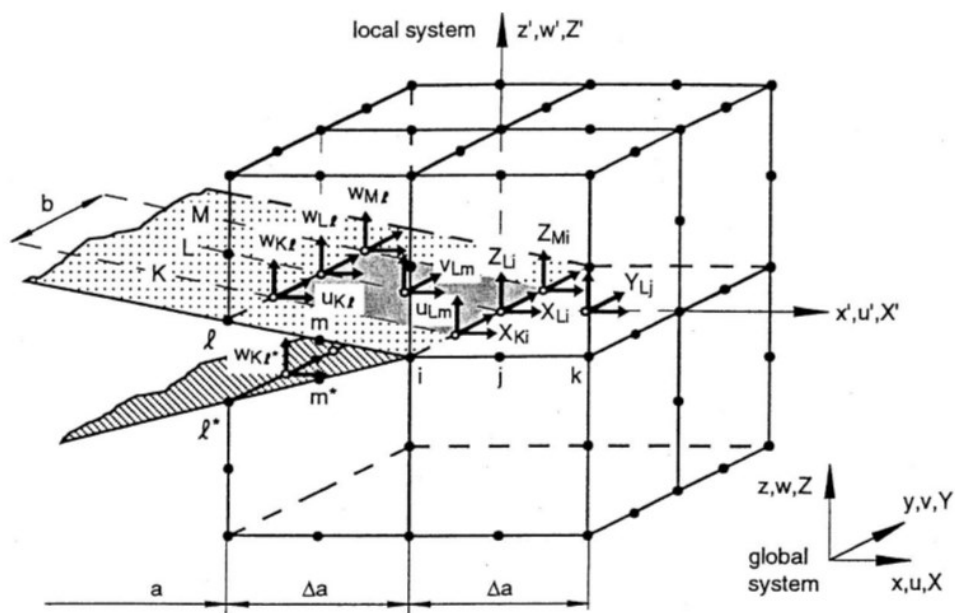 local system
z',w',Z'
b
M
L
K
w_Mℓ
w_Lℓ
w_Kℓ
Z_Mi
Z_Li
v_Lm
Y_Lj
u_Kℓ
u_Lm
X_Li
X_Ki
x',u',X'
ℓ
m
w_Kℓ*
i
j
k
m*
ℓ*
z,w,Z
y,v,Y
global
system
x,u,X
a
Δa
Δa